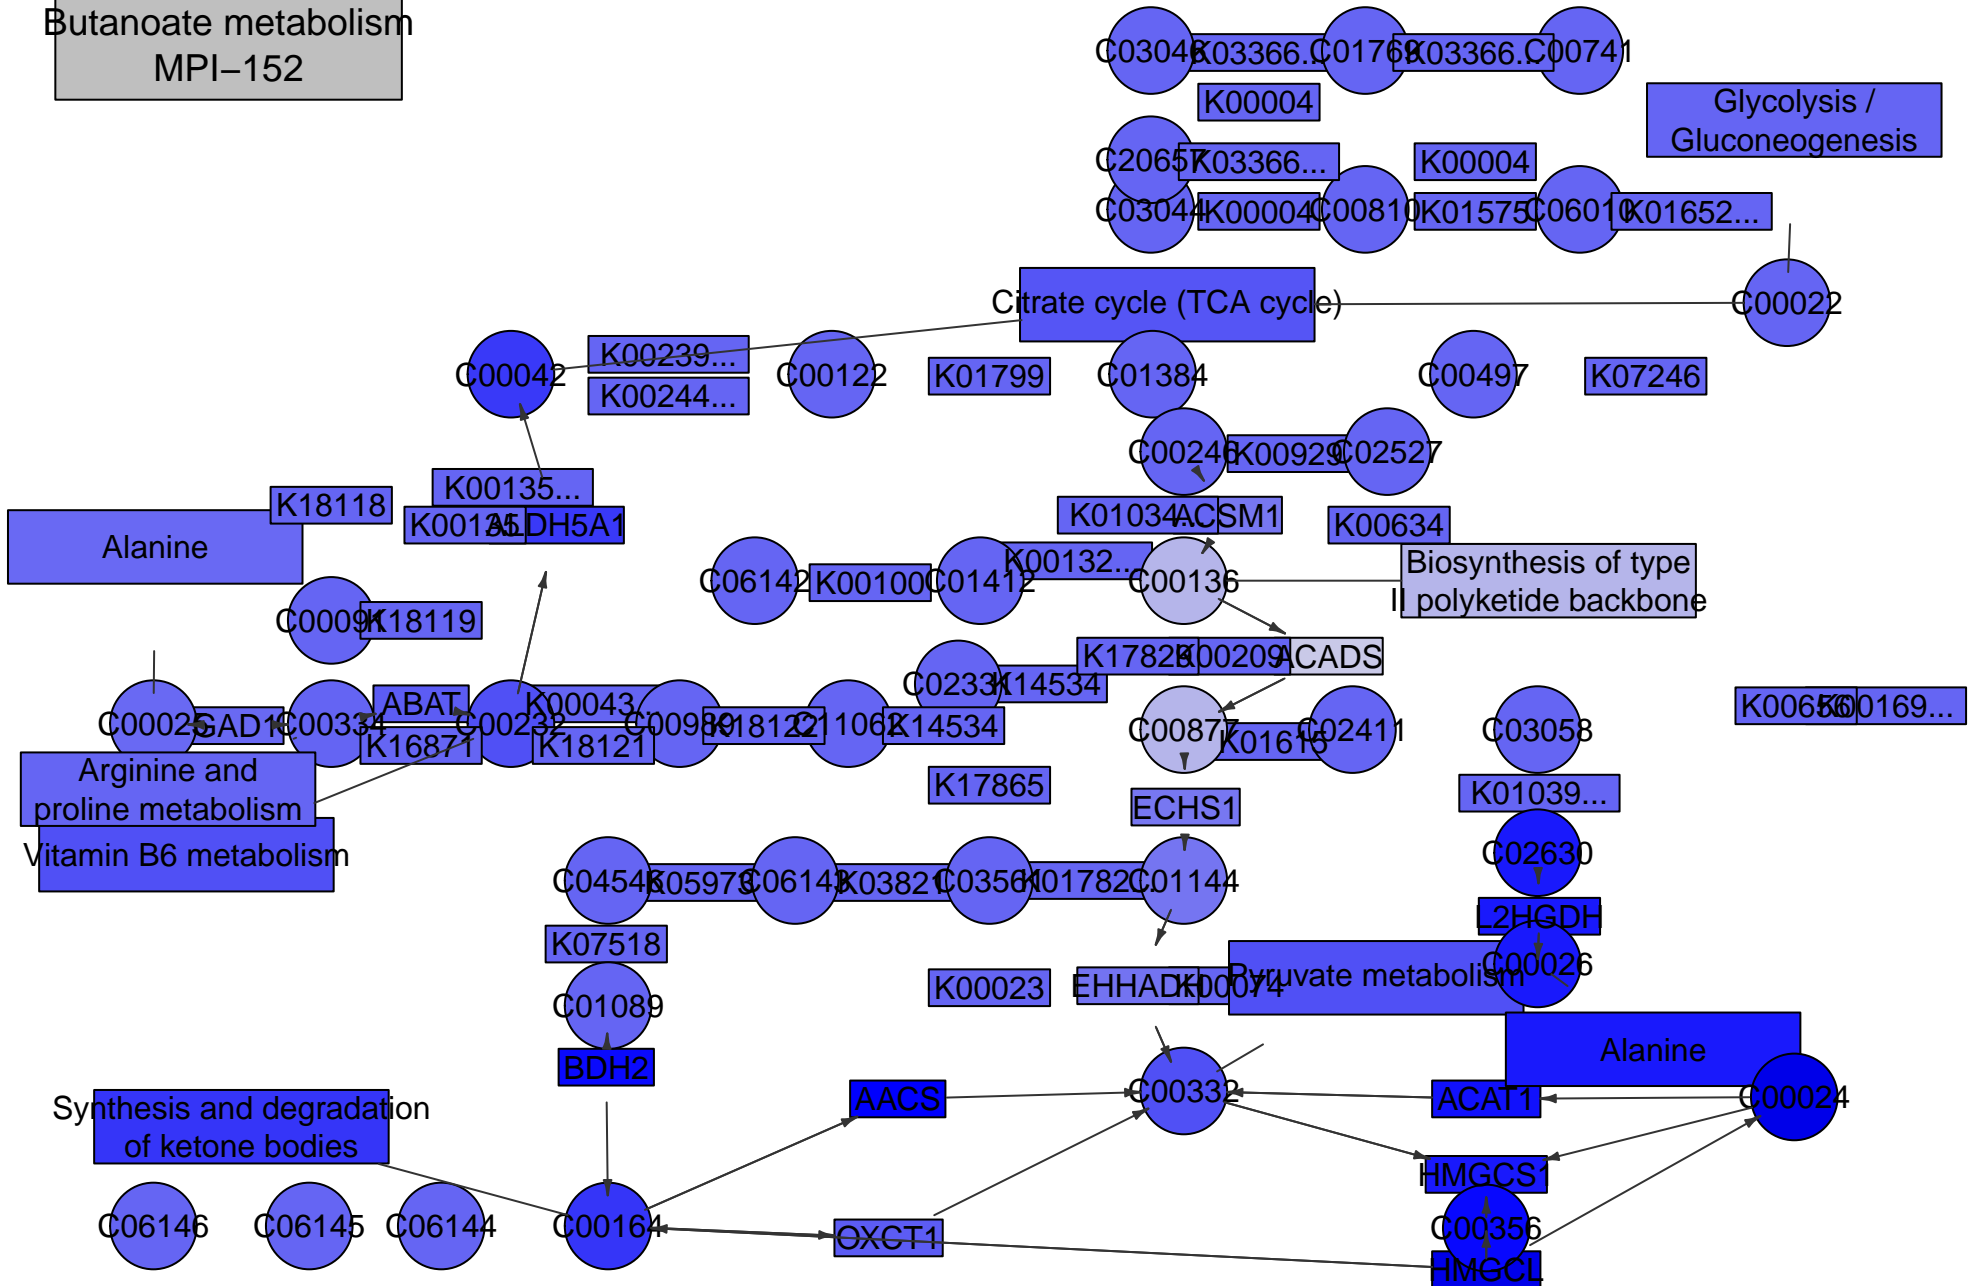 Butanoate metabolism
MPI−152
C03046
K03366...
C01769
K03366...
C00741
K00004
Glycolysis /
Gluconeogenesis
C20657
K03366...
K00004
C03044
K00004
C00810
K01575
C06010
K01652...
Citrate cycle (TCA cycle)
C00022
C00042
K00239...
K00244...
C00122
K01799
C01384
C00497
K07246
C00246
K00929
C02527
K18118
K00135...
K00135
ALDH5A1
K01034...
ACSM1
K00634
Alanine
C06142
K00100
C01412
K00132...
C00136
Biosynthesis of type
II polyketide backbone
C00091
K18119
K17829
K00209
ACADS
C02331
K14534
C00025
GAD1
C00334
ABAT
K16871
C00232
K00043...
K18121
C00989
K18122
C11062
K14534
C00877
K01615
C02411
C03058
K00656
K00169...
Arginine and
proline metabolism
K17865
ECHS1
K01039...
Vitamin B6 metabolism
C02630
C04546
K05973
C06143
K03821
C03561
K01782...
C01144
L2HGDH
K07518
C00026
K00023
EHHADH
K00074
Pyruvate metabolism
C01089
BDH2
Alanine
Synthesis and degradation
of ketone bodies
AACS
C00332
ACAT1
C00024
HMGCS1
C06146
C06145
C06144
C00164
OXCT1
C00356
HMGCL